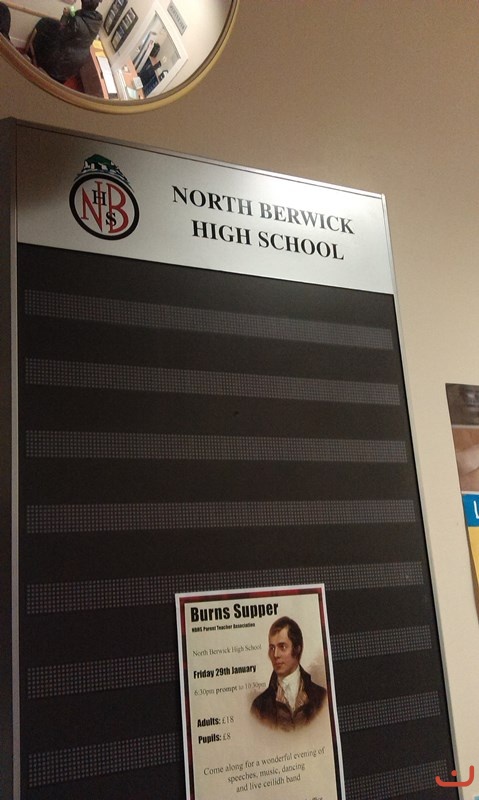 NHBS
NORTH BERWICK
HIGH SCHOOL
Burns Supper
NBHS Parent Teacher Association
North Berwick High School
Friday 29th January
6:30pm prompt to 10:30pm
Adults: £18
Pupils: £8
Come along for a wonderful evening of
speeches, music, dancing
and live ceilidh band